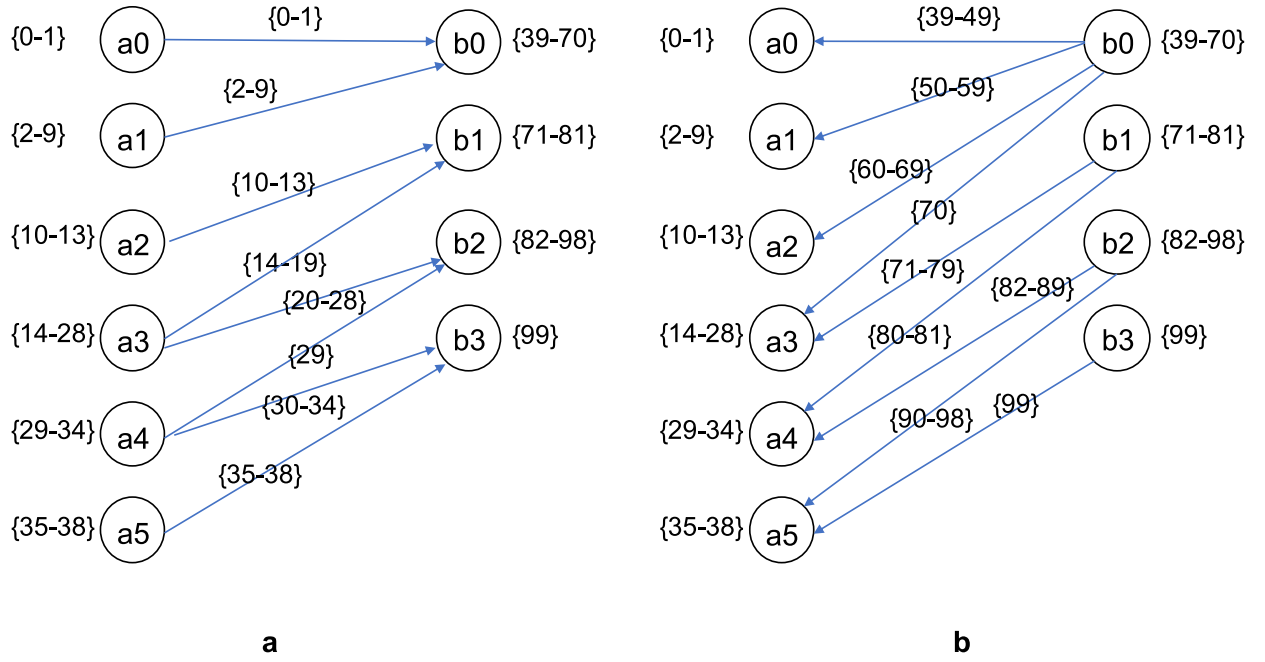 {0-1} a0 {0-1} b0 {39-70}
{2-9} a1 {2-9}
{10-13} a2 {10-13} b1 {71-81}
{14-28} a3 {14-19} {20-28} b2 {82-98}
{29-34} a4 {29} {30-34} b3 {99}
{35-38} a5 {35-38}
a
{0-1} a0 {39-49} b0 {39-70}
{2-9} a1 {50-59} b1 {71-81}
{10-13} a2 {60-69} {70} b2 {82-98}
{14-28} a3 {71-79} {82-89} b3 {99}
{29-34} a4 {80-81} {90-98} {99}
{35-38} a5
b